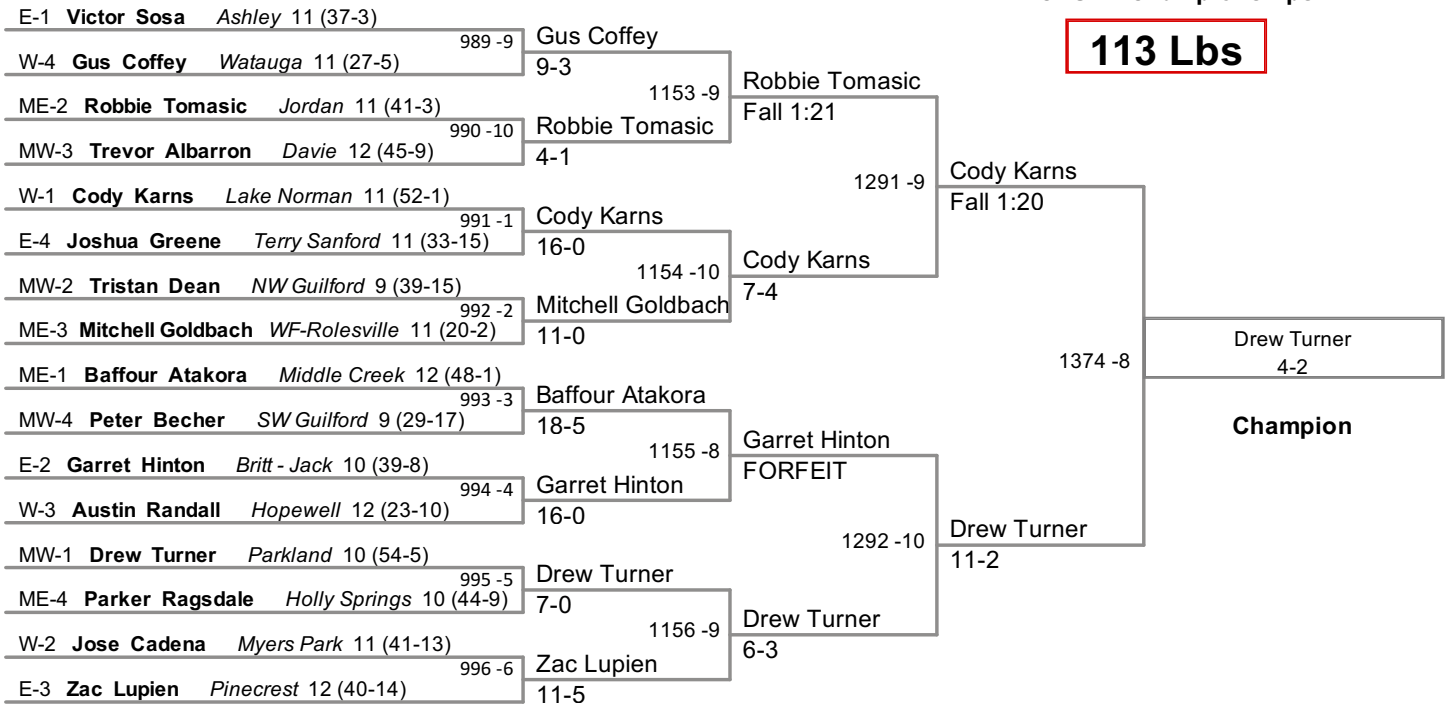 113 Lbs
E-1 Victor Sosa Ashley 11 (37-3)
989 -9
W-4 Gus Coffey Watauga 11 (27-5)
Gus Coffey
9-3
ME-2 Robbie Tomasic Jordan 11 (41-3)
990 -10
MW-3 Trevor Albarron Davie 12 (45-9)
Robbie Tomasic
4-1
1153 -9
Robbie Tomasic
Fall 1:21
W-1 Cody Karns Lake Norman 11 (52-1)
991 -1
E-4 Joshua Greene Terry Sanford 11 (33-15)
Cody Karns
16-0
MW-2 Tristan Dean NW Guilford 9 (39-15)
992 -2
ME-3 Mitchell Goldbach WF-Rolesville 11 (20-2)
Mitchell Goldbach
11-0
1154 -10
Cody Karns
7-4
1291 -9
Cody Karns
Fall 1:20
ME-1 Baffour Atakora Middle Creek 12 (48-1)
993 -3
MW-4 Peter Becher SW Guilford 9 (29-17)
Baffour Atakora
18-5
E-2 Garret Hinton Britt - Jack 10 (39-8)
994 -4
W-3 Austin Randall Hopewell 12 (23-10)
Garret Hinton
16-0
1155 -8
Garret Hinton
FORFEIT
MW-1 Drew Turner Parkland 10 (54-5)
995 -5
ME-4 Parker Ragsdale Holly Springs 10 (44-9)
Drew Turner
7-0
W-2 Jose Cadena Myers Park 11 (41-13)
996 -6
E-3 Zac Lupien Pinecrest 12 (40-14)
Zac Lupien
11-5
1156 -9
Drew Turner
6-3
1292 -10
Drew Turner
11-2
1374 -8
Drew Turner
4-2
Champion